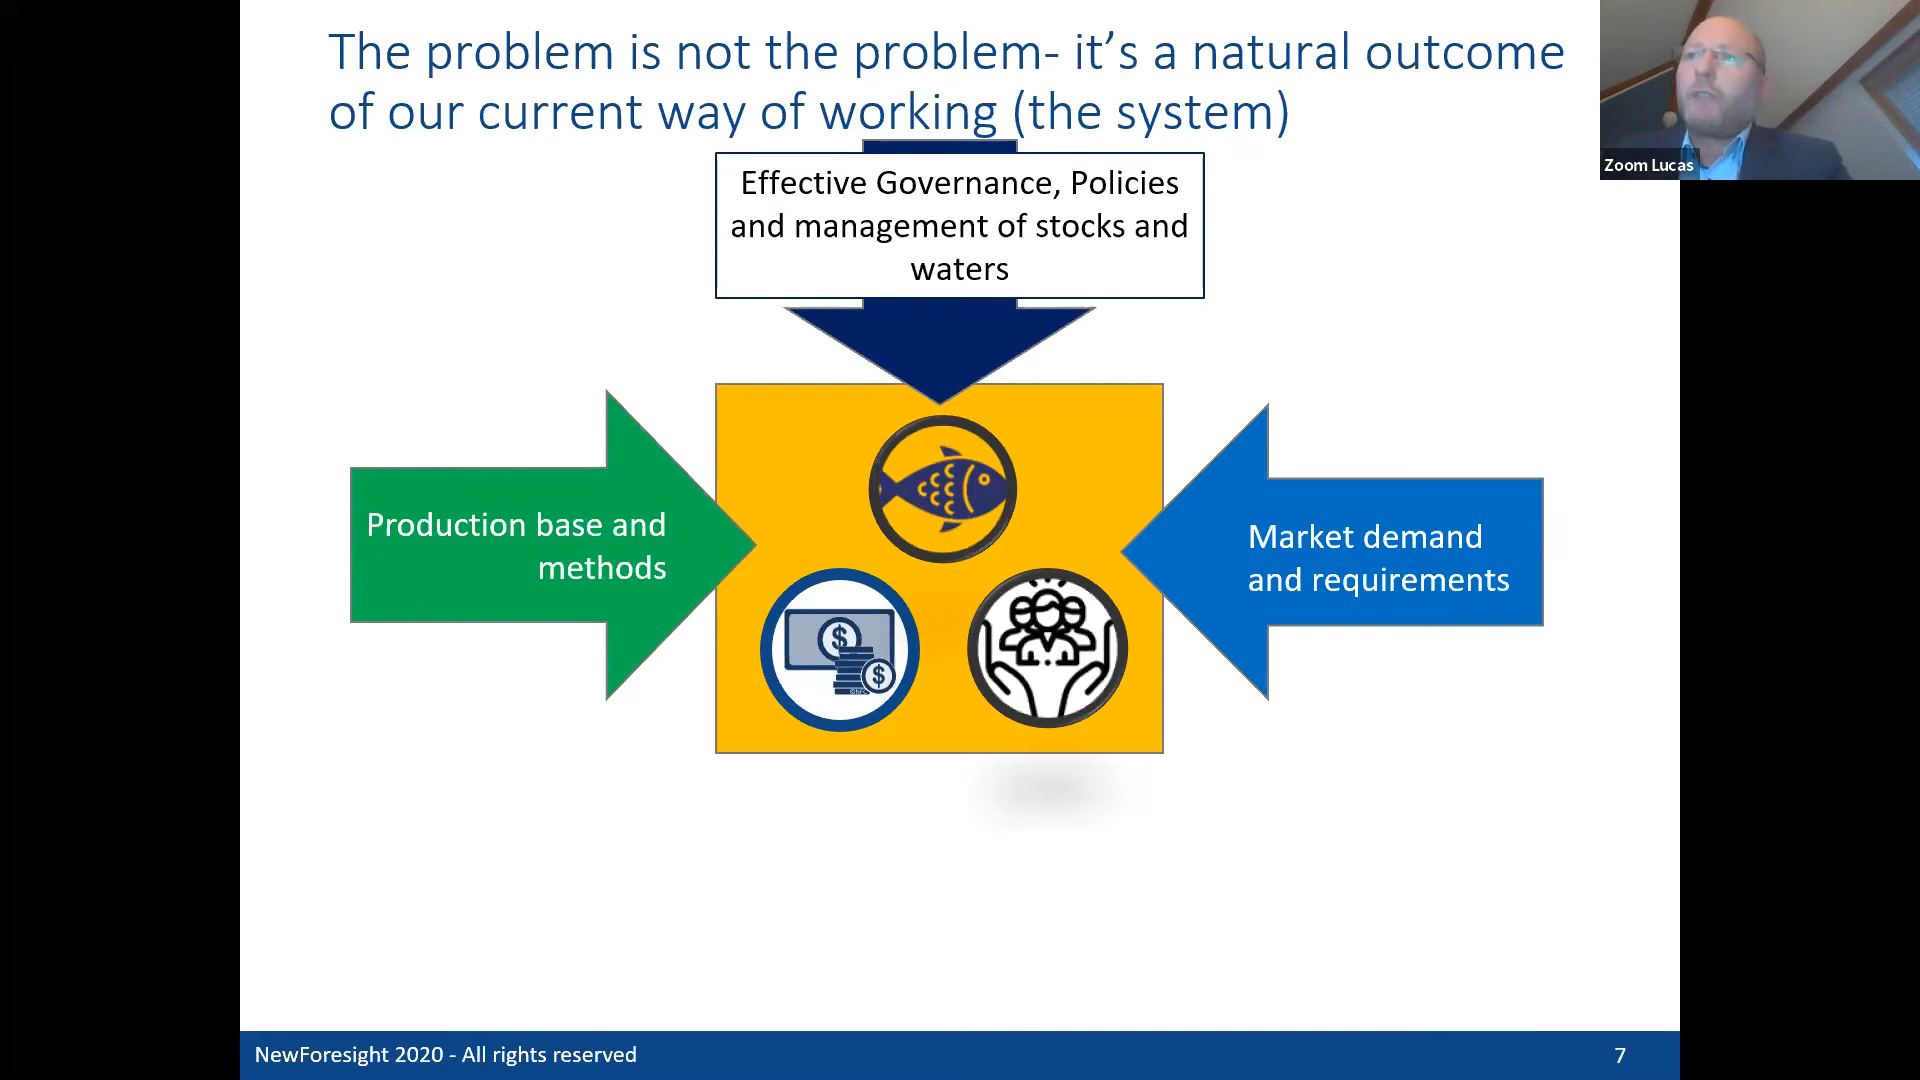 The problem is not the problem- it’s a natural outcome
of our current way of working (the system)
Zoom Lucas
Effective Governance, Policies
and management of stocks and
waters
Production base and
methods
Market demand
and requirements
$
$
NewForesight 2020 - All rights reserved
7